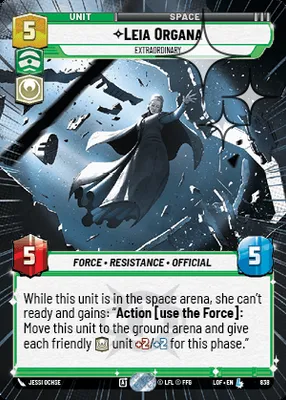 UNIT SPACE
5
LEIA ORGANA
EXTRAORDINARY
5
5
FORCE • RESISTANCE • OFFICIAL
While this unit is in the space arena, she can't
ready and gains: "Action [use the Force]:
Move this unit to the ground arena and give
each friendly unit +2/+2 for this phase."
JESSI OCHSE © LFL © FFG LOF • EN